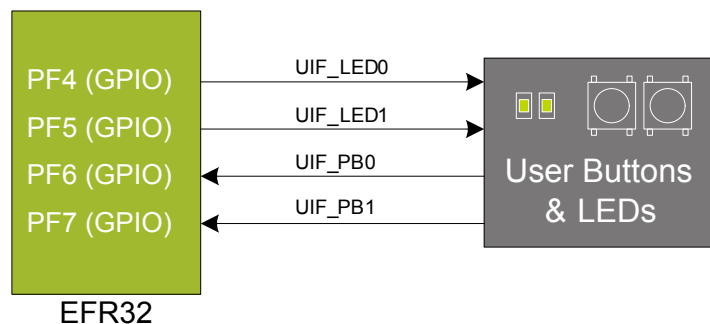 PF4 (GPIO)
PF5 (GPIO)
PF6 (GPIO)
PF7 (GPIO)
EFR32
UIF_LED0
UIF_LED1
UIF_PB0
UIF_PB1
User Buttons
& LEDs